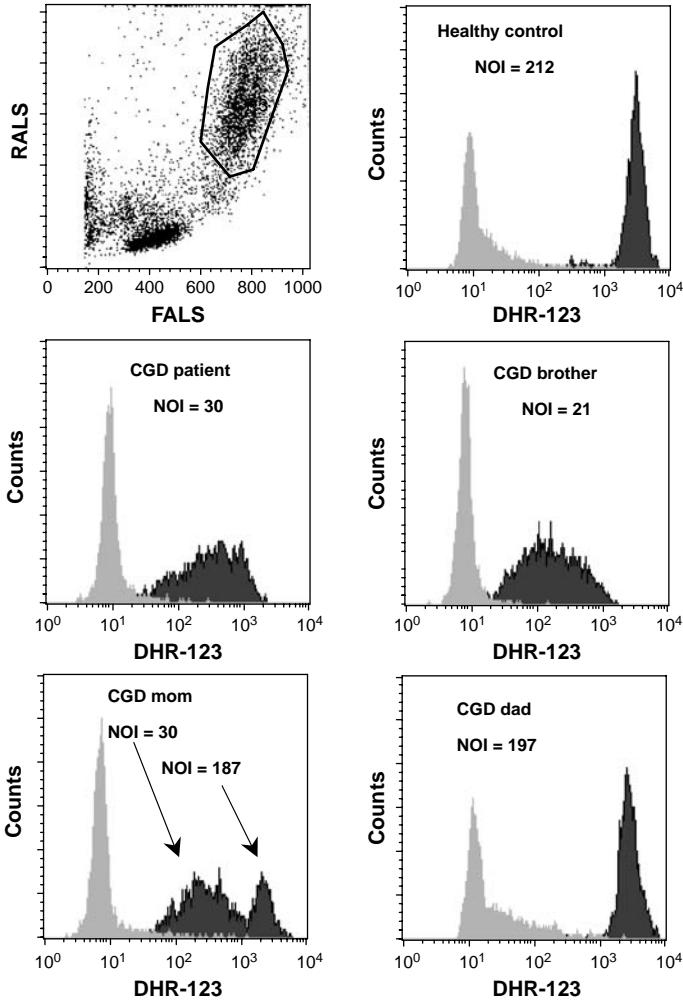 RALS
0 200 400 600 800 1000
FALS
Healthy control
NOI = 212
Counts
10⁰ 10¹ 10² 10³ 10⁴
DHR-123
CGD patient
NOI = 30
Counts
10⁰ 10¹ 10² 10³ 10⁴
DHR-123
CGD brother
NOI = 21
Counts
10⁰ 10¹ 10² 10³ 10⁴
DHR-123
CGD mom
NOI = 30
NOI = 187
Counts
10⁰ 10¹ 10² 10³ 10⁴
DHR-123
CGD dad
NOI = 197
Counts
10⁰ 10¹ 10² 10³ 10⁴
DHR-123